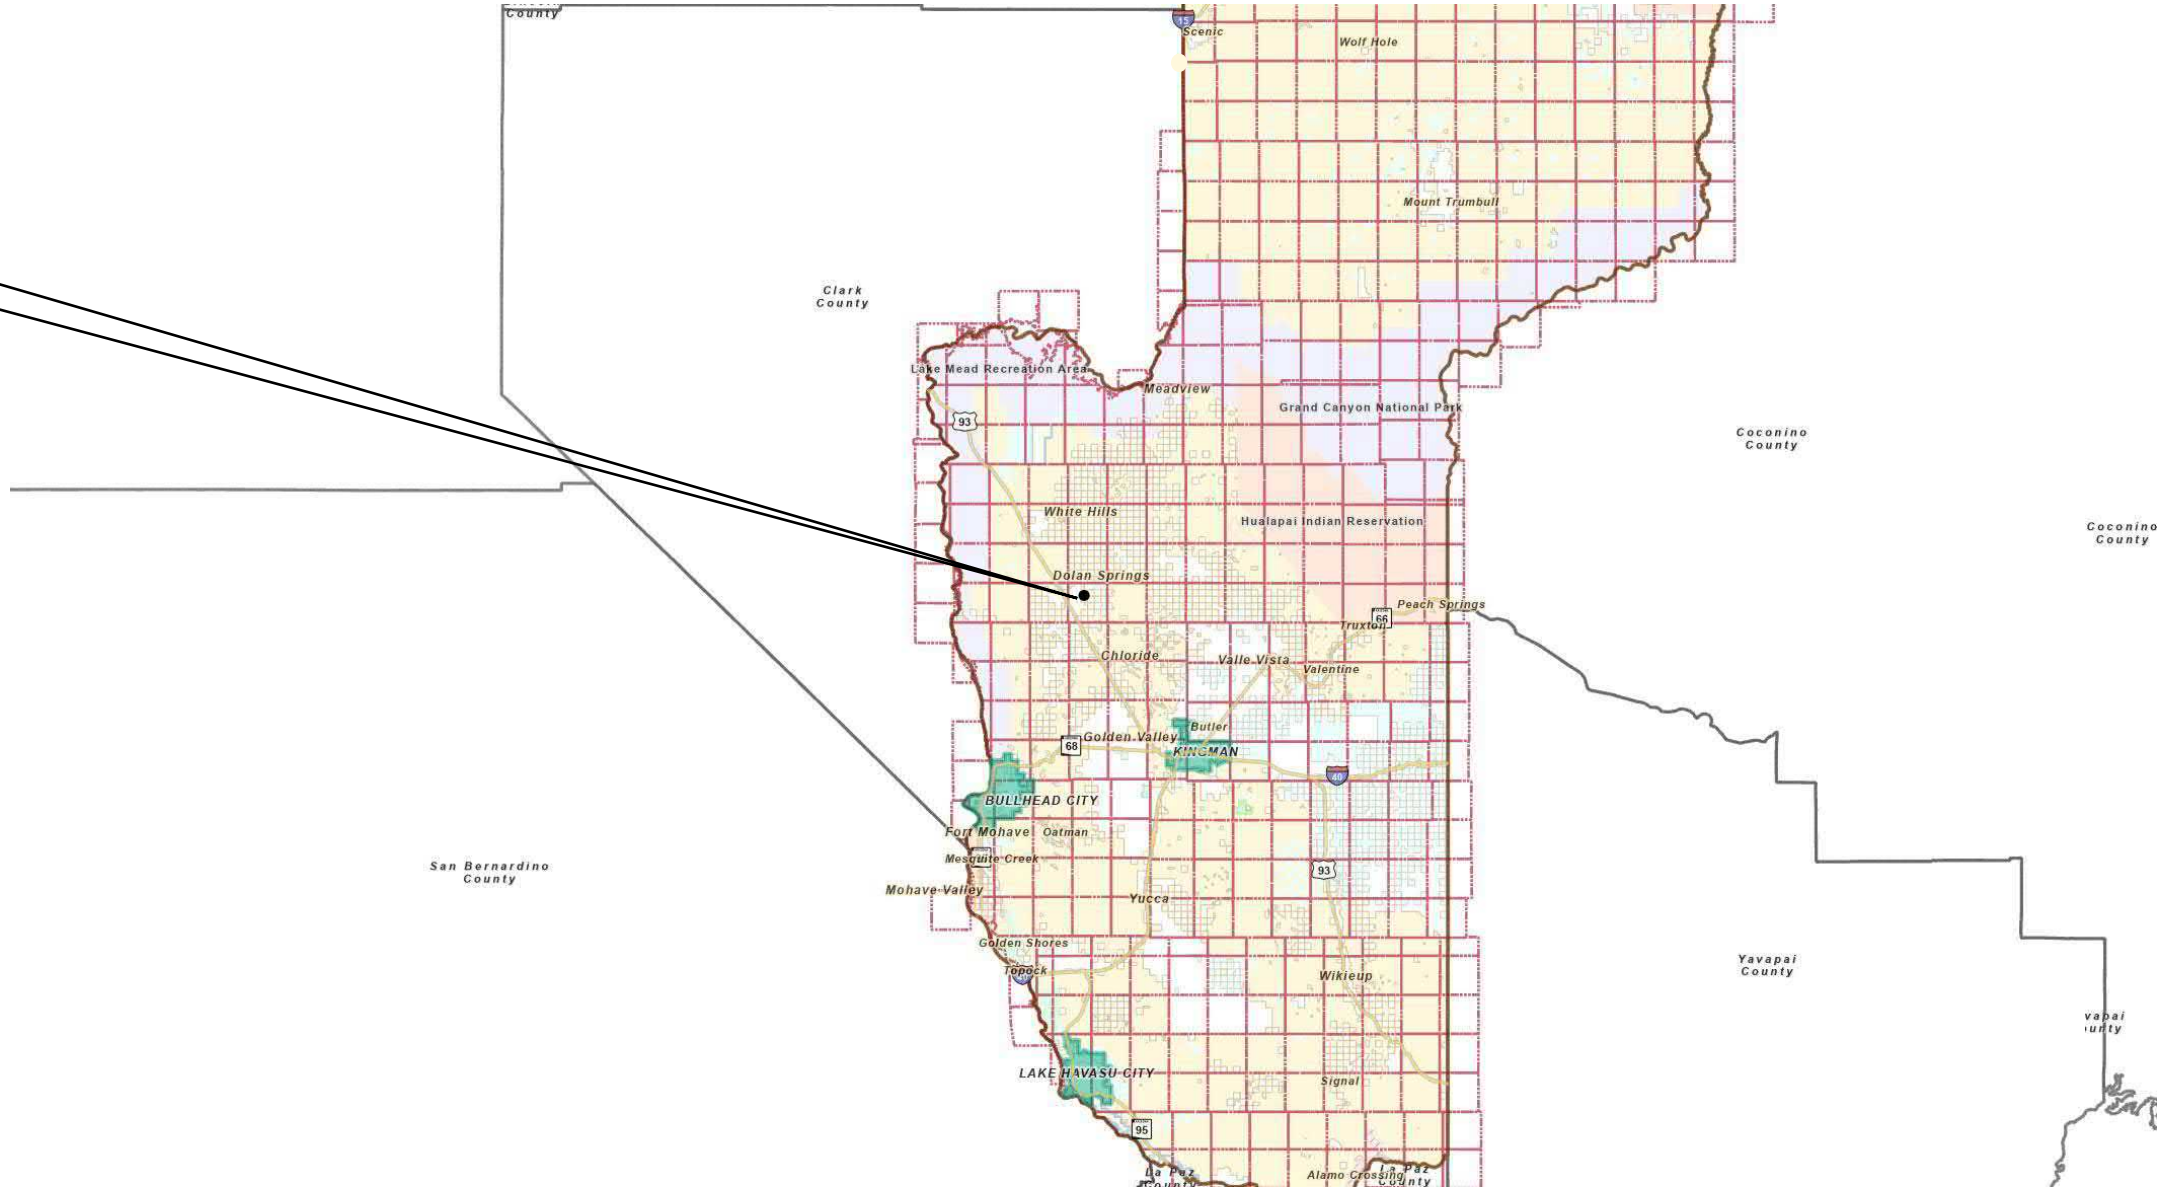 County
15
Scenic
Wolf Hole
Mount Trumbull
Clark
County
Lake Mead Recreation Area
Meadview
Grand Canyon National Park
93
Coconino
County
White Hills
Hualapai Indian Reservation
Coconino
County
Dolan Springs
Peach Springs
66
Truxton
Chloride
Valle Vista
Valentine
Butler
68
Golden Valley
KINGMAN
40
BULLHEAD CITY
Fort Mohave
Oatman
Mesquite Creek
San Bernardino
County
93
Mohave Valley
Yucca
Golden Shores
Topock
Wikieup
Yavapai
County
vapai
unty
LAKE HAVASU CITY
Signal
95
La Paz
County
Alamo Crossing
La Paz
County